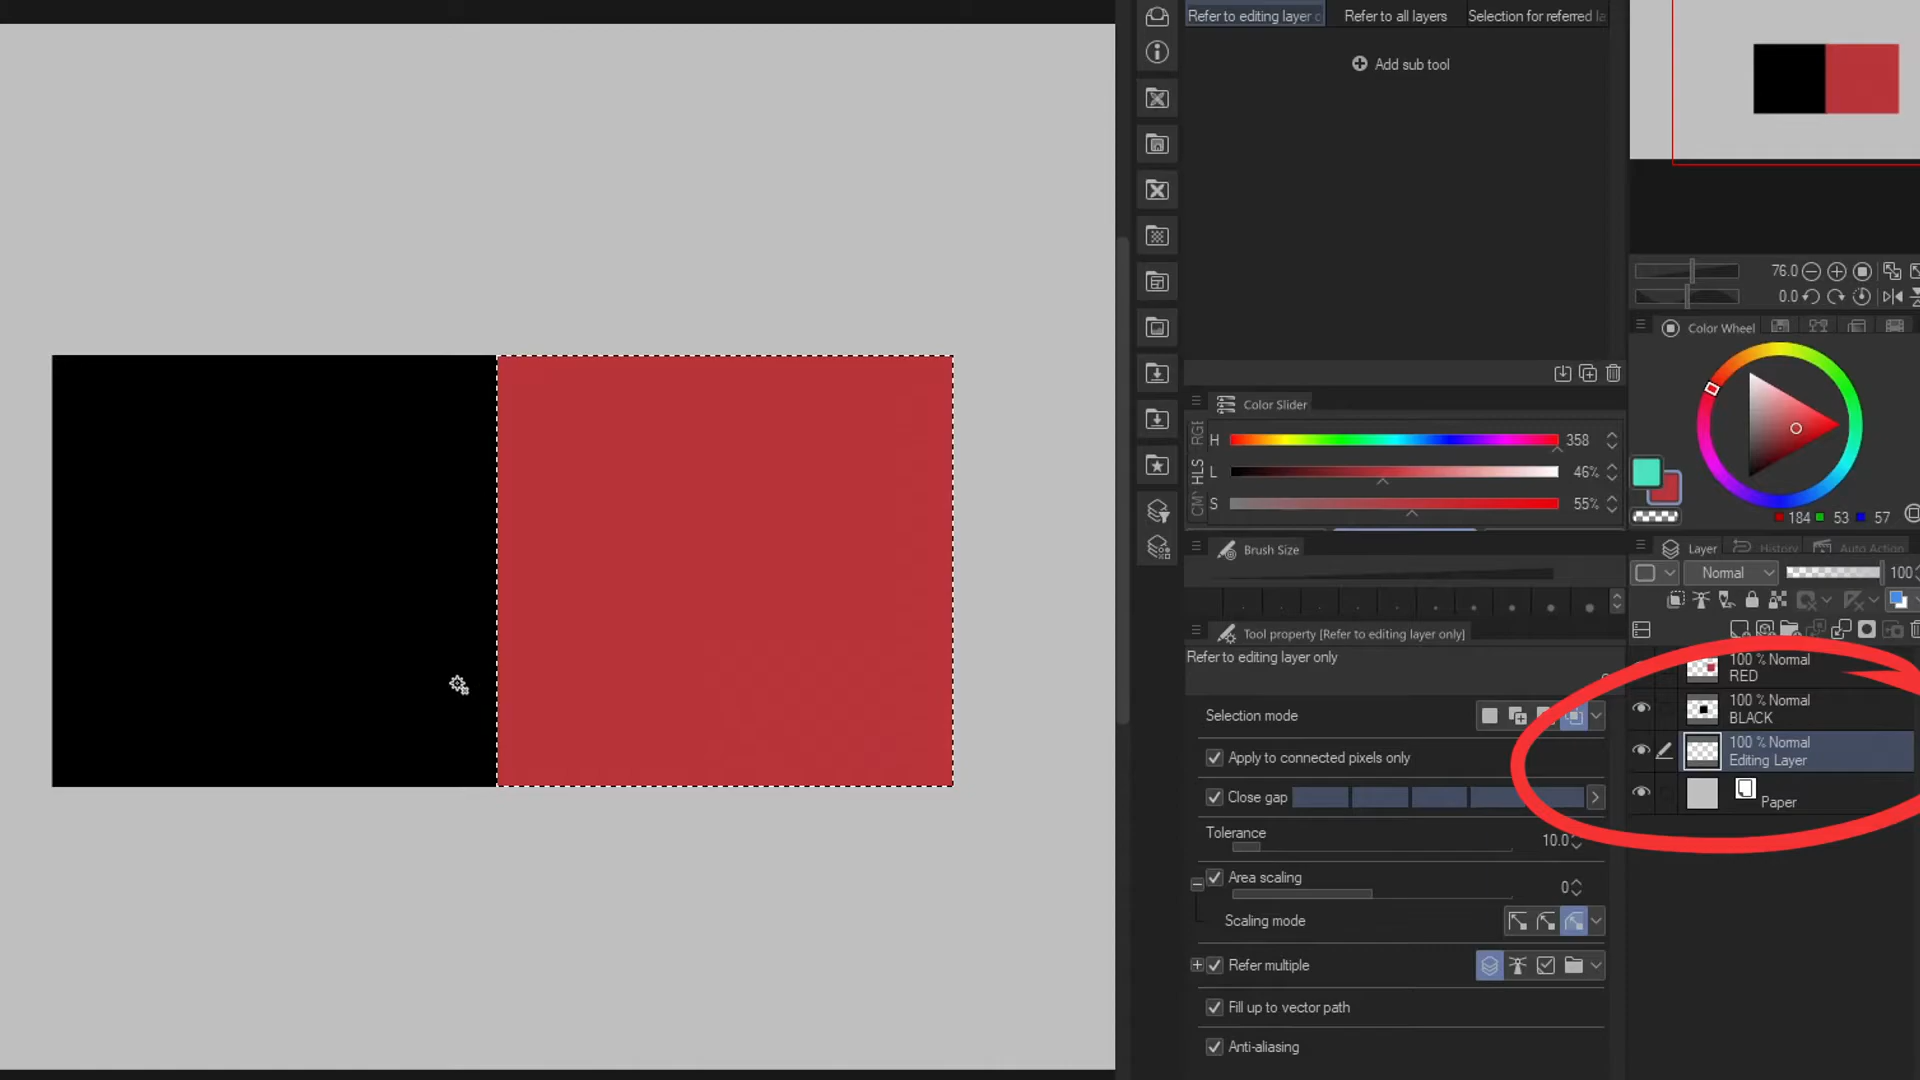 Refer to editing layer
Refer to all layers
Selection for referred la
Add sub tool
76.0
0.0
Color Wheel
Color Slider
RGB
HLS
CM
H
358
L
46%
S
55%
184
53
57
Brush Size
Layer
History
Auto Action
Normal
100
Tool property [Refer to editing layer only]
Refer to editing layer only
Selection mode
Apply to connected pixels only
Close gap
Tolerance
10.0
Area scaling
0
Scaling mode
Refer multiple
Fill up to vector path
Anti-aliasing
100 % Normal
RED
100 % Normal
BLACK
100 % Normal
Editing Layer
Paper